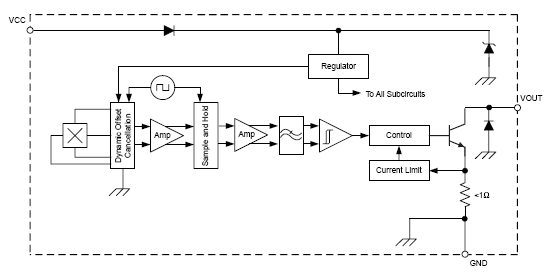 VCC
Regulator
To All Subcircuits
VOUT
Dynamic Offset
Cancellation
Amp
Sample and Hold
Amp
Control
Current Limit
<1Ω
GND